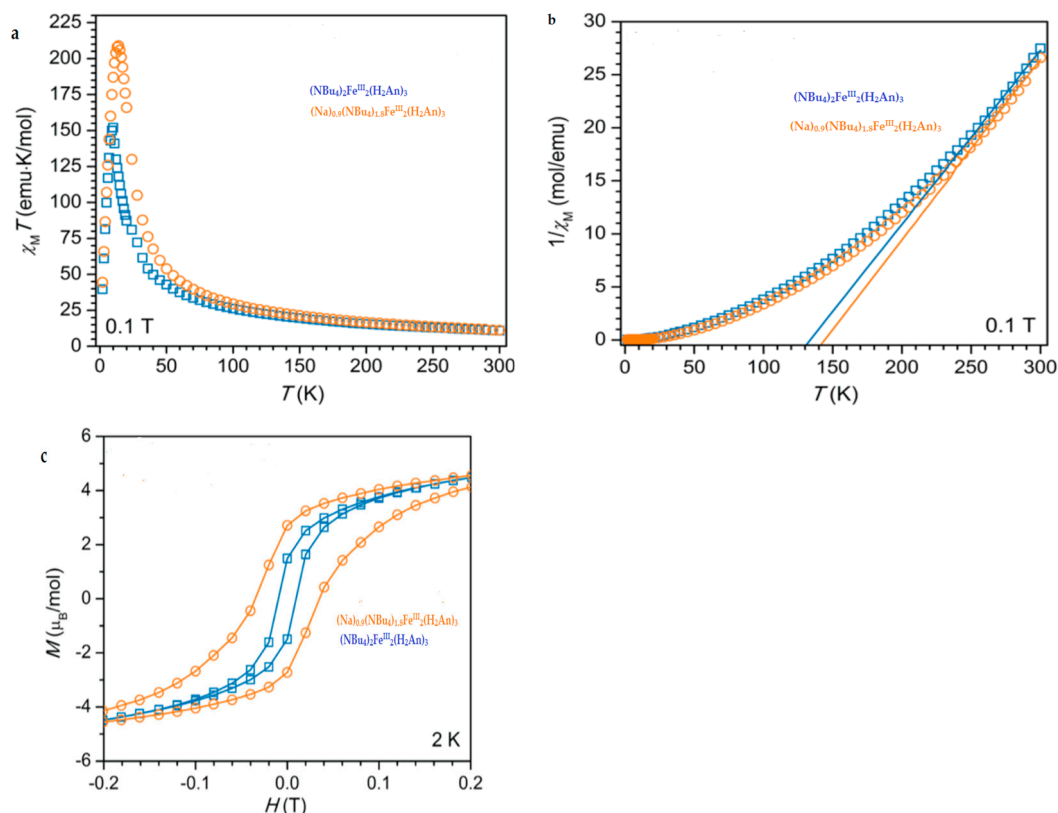 a
225
200
175
150
125
100
75
50
25
0
χMT (emu·K/mol)
(NBu4)2FeIII2(H2An)3
(Na)0.9(NBu4)1.8FeIII2(H2An)3
0.1 T
0 50 100 150 200 250 300
T (K)
b
30
25
20
15
10
5
0
1/χM (mol/emu)
(NBu4)2FeIII2(H2An)3
(Na)0.9(NBu4)1.8FeIII2(H2An)3
0.1 T
0 50 100 150 200 250 300
T (K)
c
6
4
2
0
-2
-4
-6
M (μB/mol)
(Na)0.9(NBu4)1.8FeIII2(H2An)3
(NBu4)2FeIII2(H2An)3
2 K
-0.2 -0.1 0.0 0.1 0.2
H (T)